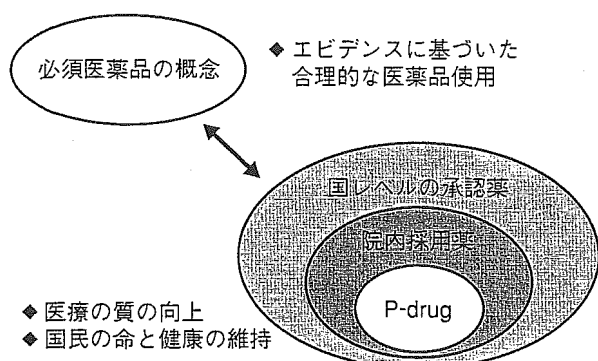 必須医薬品の概念
◆ エビデンスに基づいた
合理的な医薬品使用
国レベルの承認薬
院内採用薬
P-drug
◆ 医療の質の向上
◆ 国民の命と健康の維持